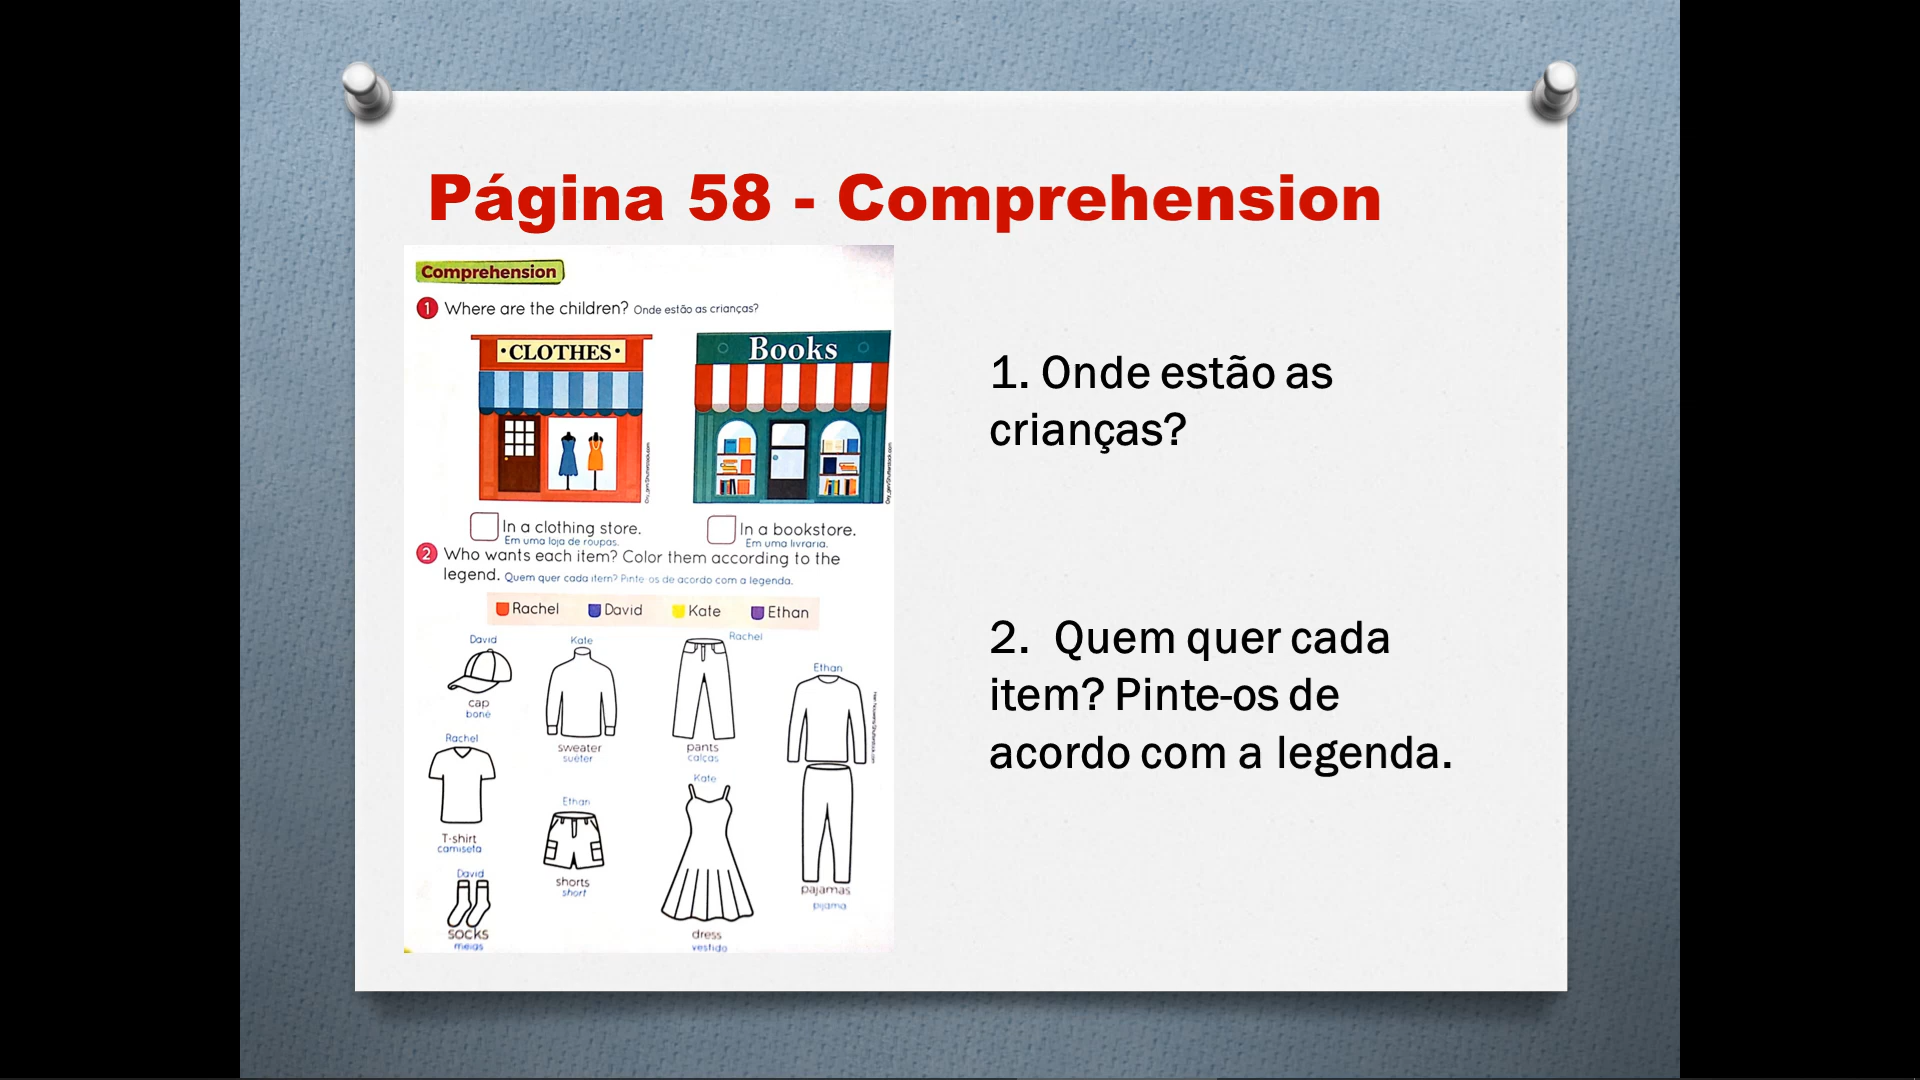 Página 58 - Comprehension
Comprehension
1 Where are the children? Onde estão as crianças?
•CLOTHES•
Books
In a clothing store.
Em uma loja de roupas.
In a bookstore.
Em uma livraria.
2 Who wants each item? Color them according to the
legend. Quem quer cada item? Pinte-os de acordo com a legenda.
Rachel David Kate Ethan
David
cap
boné
Kate
sweater
suéter
Rachel
pants
calças
Ethan
pajamas
pijama
Rachel
T-shirt
camiseta
Ethan
shorts
short
Kate
dress
vestido
David
socks
meias
1. Onde estão as
crianças?
2. Quem quer cada
item? Pinte-os de
acordo com a legenda.